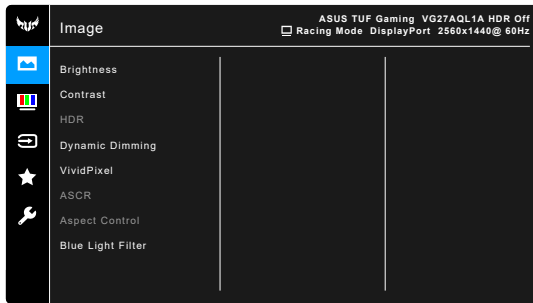 Image
ASUS TUF Gaming VG27AQL1A HDR Off
Racing Mode DisplayPort 2560x1440@ 60Hz
Brightness
Contrast
HDR
Dynamic Dimming
VividPixel
ASCR
Aspect Control
Blue Light Filter